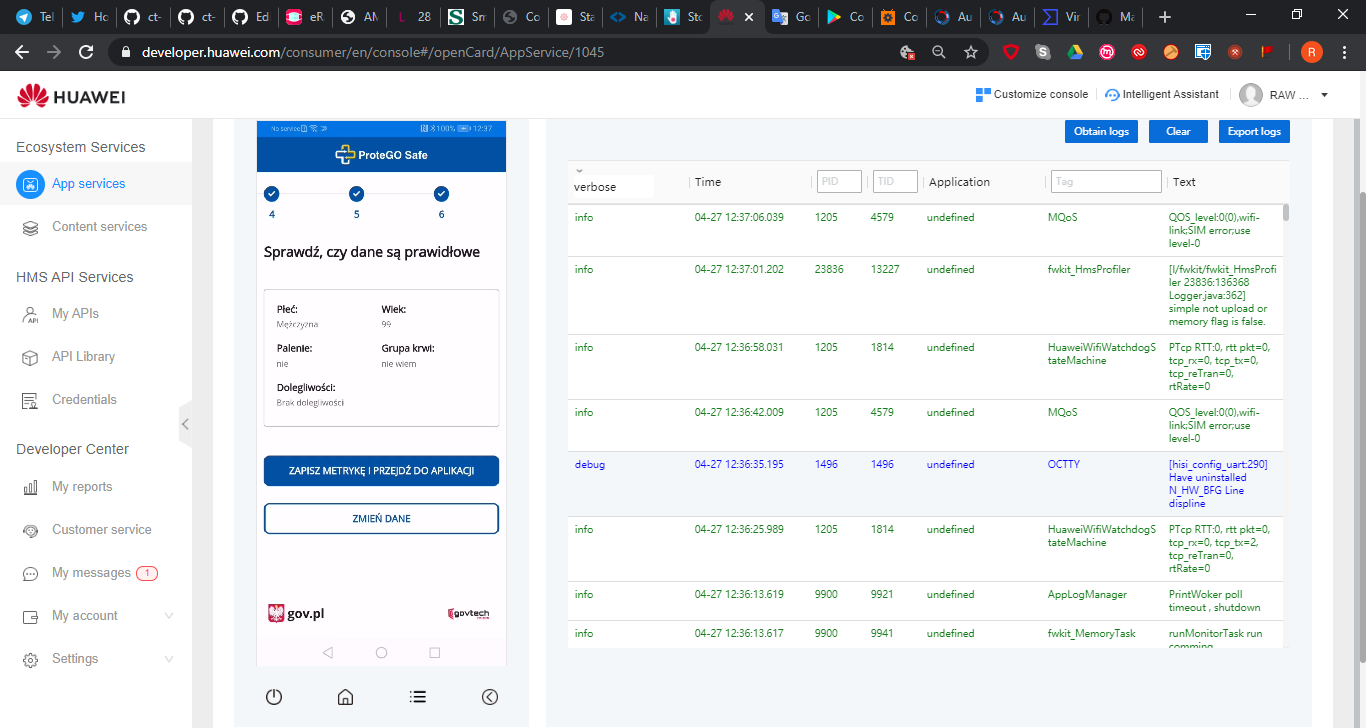 Tel
Ho
ct-
ct-
Edi
eRa
AN
L 28
Sm
Co
Sta
Na
Sto
Go
Co
Co
Au
Au
Vir
Ma
developer.huawei.com/consumer/en/console#/openCard/AppService/1045
R
HUAWEI
Customize console
Intelligent Assistant
RAW ...
Ecosystem Services
App services
Content services
HMS API Services
My APIs
API Library
Credentials
Developer Center
My reports
Customer service
My messages 1
My account
Settings
No service
100% 12:37
ProteGO Safe
4 5 6
Sprawdź, czy dane są prawidłowe
Płeć: Wiek:
Mężczyzna 99
Palenie: Grupa krwi:
nie nie wiem
Dolegliwości:
Brak dolegliwości
ZAPISZ METRYKĘ I PRZEJDŹ DO APLIKACJI
ZMIEŃ DANE
gov.pl govtech
Obtain logs Clear Export logs
verbose Time PID TID Application Tag Text
info 04-27 12:37:06.039 1205 4579 undefined MQoS QOS_level:0(0),wifi-
link;SIM error;use
level-0
info 04-27 12:37:01.202 23836 13227 undefined fwkit_HmsProfiler [I/fwkit/fwkit_HmsProfi
ler 23836:136368
Logger.java:362]
simple not upload or
memory flag is false.
info 04-27 12:36:58.031 1205 1814 undefined HuaweiWifiWatchdogS PTcp RTT:0, rtt pkt=0,
tateMachine tcp_rx=0, tcp_tx=0,
tcp_reTran=0,
rtRate=0
info 04-27 12:36:42.009 1205 4579 undefined MQoS QOS_level:0(0),wifi-
link;SIM error;use
level-0
debug 04-27 12:36:35.195 1496 1496 undefined OCTTY [hisi_config_uart:290]
Have uninstalled
N_HW_BFG Line
displine
info 04-27 12:36:25.989 1205 1814 undefined HuaweiWifiWatchdogS PTcp RTT:0, rtt pkt=0,
tateMachine tcp_rx=0, tcp_tx=2,
tcp_reTran=0,
rtRate=0
info 04-27 12:36:13.619 9900 9921 undefined AppLogManager PrintWoker poll
timeout , shutdown
info 04-27 12:36:13.617 9900 9941 undefined fwkit_MemoryTask runMonitorTask run
comming